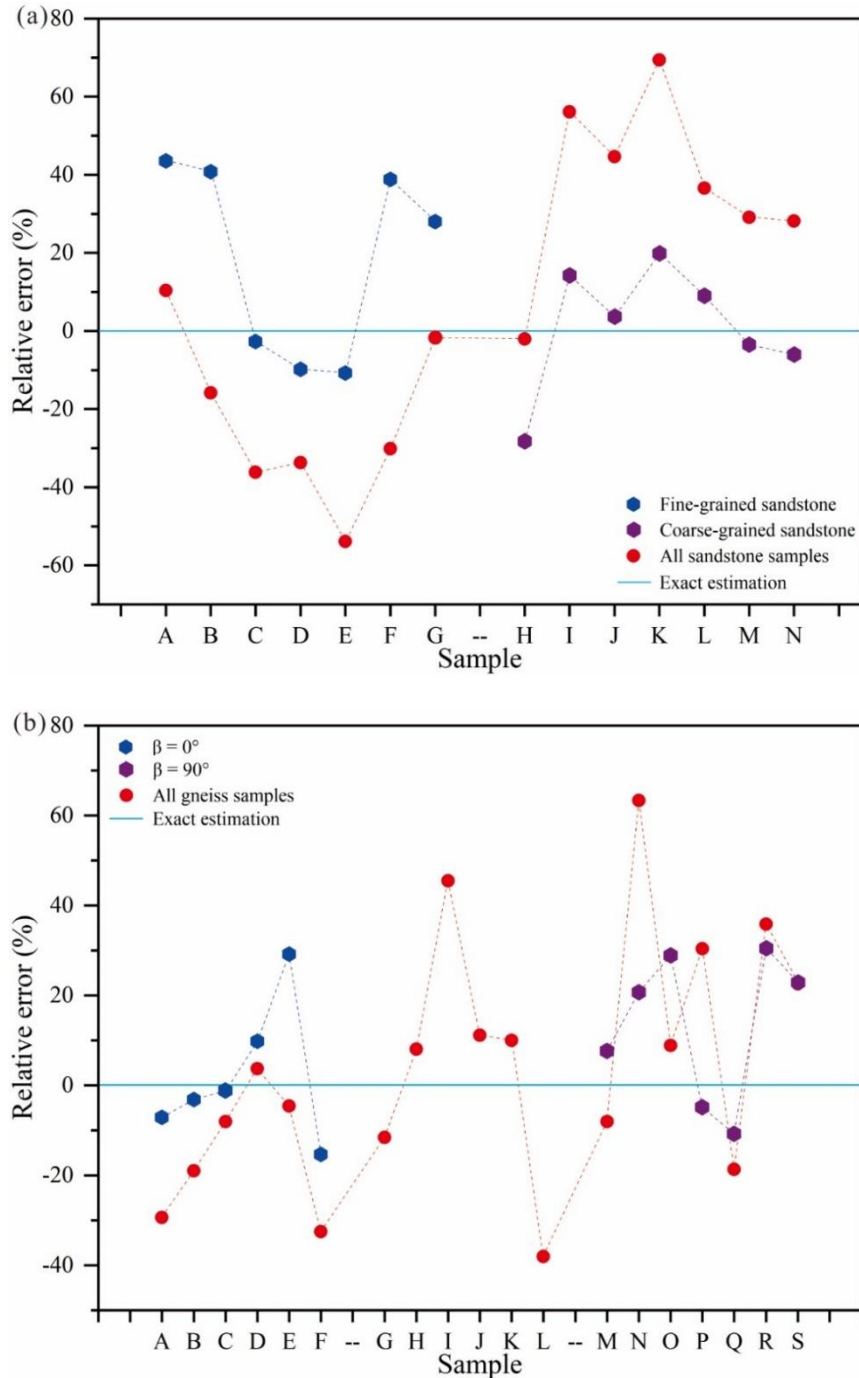 (a)
80
60
40
20
0
-20
-40
-60
Relative error (%)
Fine-grained sandstone
Coarse-grained sandstone
All sandstone samples
Exact estimation
A B C D E F G -- H I J K L M N
Sample
(b)
80
60
40
20
0
-20
-40
Relative error (%)
β = 0°
β = 90°
All gneiss samples
Exact estimation
A B C D E F -- G H I J K L -- M N O P Q R S
Sample